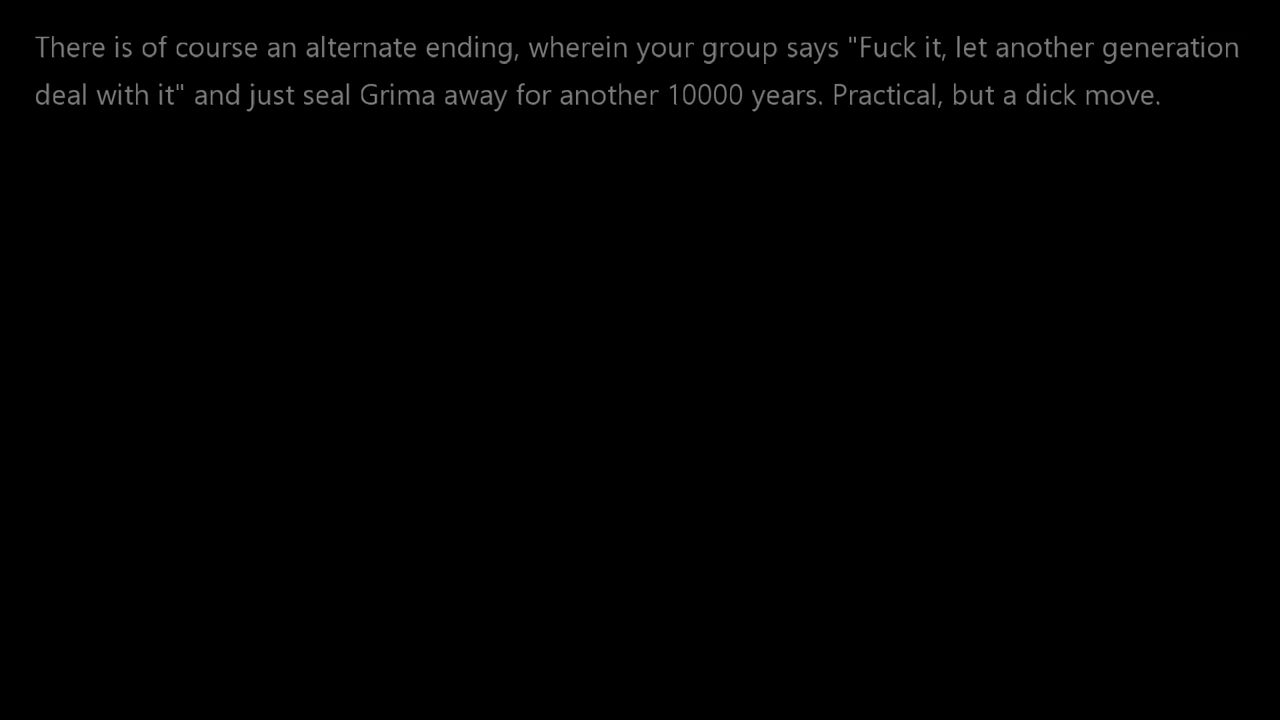 There is of course an alternate ending, wherein your group says "Fuck it, let another generation
deal with it" and just seal Grima away for another 10000 years. Practical, but a dick move.